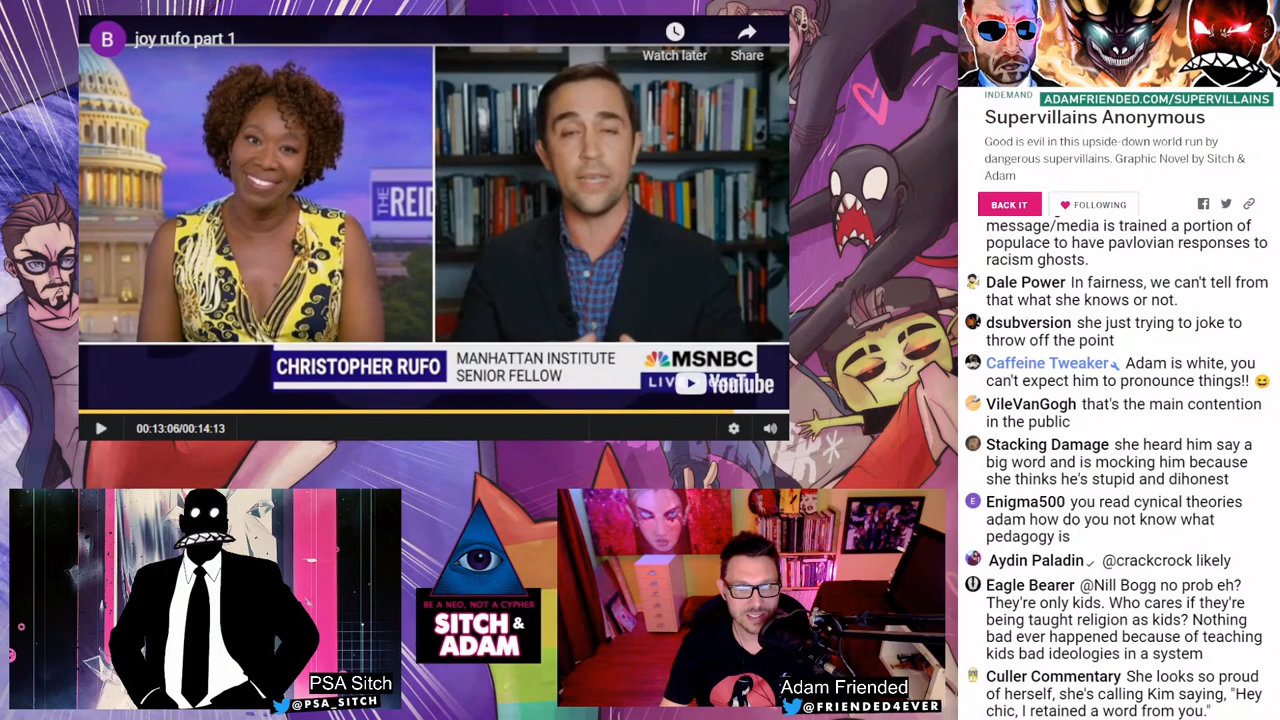 B
joy rufo part 1
Watch later
Share
THE REID
CHRISTOPHER RUFO
MANHATTAN INSTITUTE
SENIOR FELLOW
MSNBC
LIVE
YouTube
00:13:06/00:14:13
PSA Sitch
@PSA_SITCH
BE A NEO, NOT A CYPHER
SITCH &
ADAM
Adam Friended
@FRIENDED4EVER
INDEMAND
ADAMFRIENDED.COM/SUPERVILLAINS
Supervillains Anonymous
Good is evil in this upside-down world run by
dangerous supervillains. Graphic Novel by Sitch &
Adam
BACK IT
FOLLOWING
message/media is trained a portion of
populace to have pavlovian responses to
racism ghosts.
Dale Power In fairness, we can't tell from
that what she knows or not.
dsubversion she just trying to joke to
throw off the point
Caffeine Tweaker Adam is white, you
can't expect him to pronounce things!! 😆
VileVanGogh that's the main contention
in the public
Stacking Damage she heard him say a
big word and is mocking him because
she thinks he's stupid and dihonest
E
Enigma500 you read cynical theories
adam how do you not know what
pedagogy is
Aydin Paladin @crackcrock likely
Eagle Bearer @Nill Bogg no prob eh?
They're only kids. Who cares if they're
being taught religion as kids? Nothing
bad ever happened because of teaching
kids bad ideologies in a system
Culler Commentary She looks so proud
of herself, she's calling Kim saying, "Hey
chic, I retained a word from you."